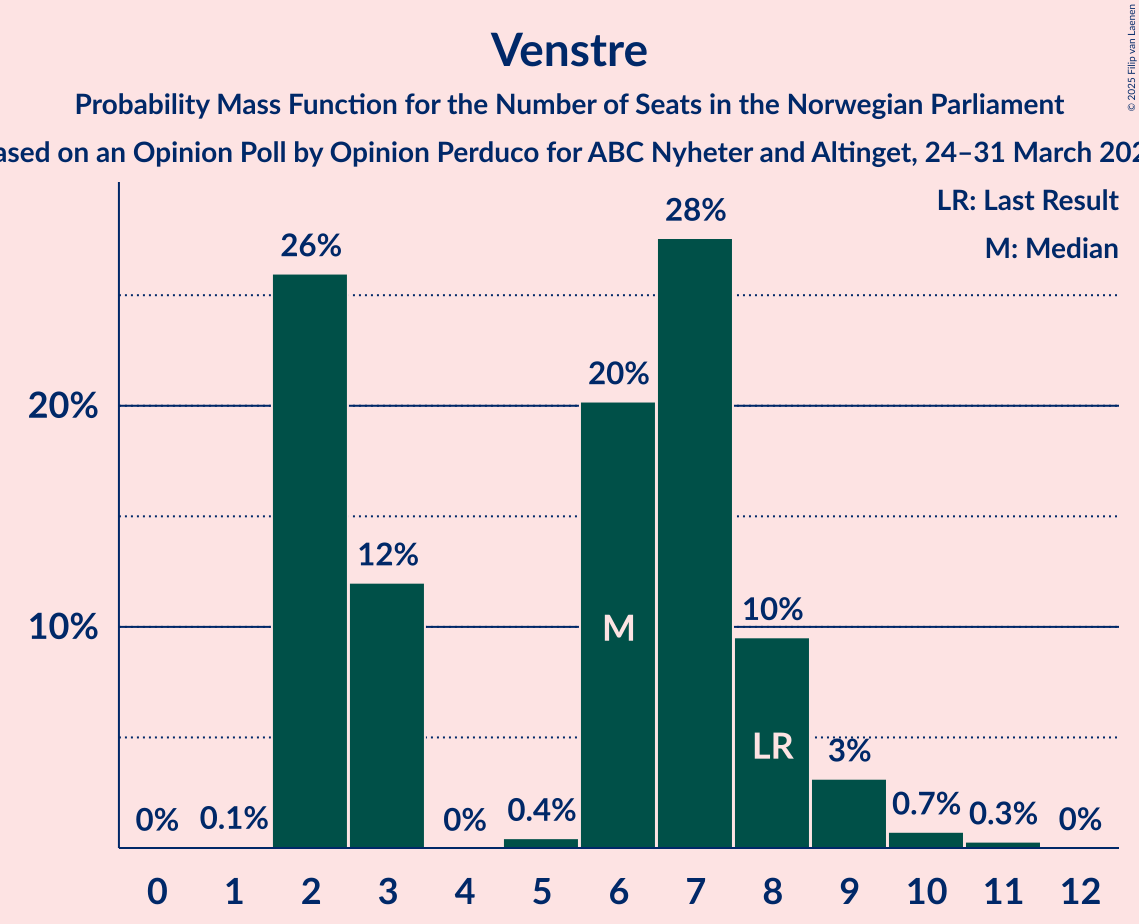 © 2025 Filip van Laenen
Venstre
Probability Mass Function for the Number of Seats in the Norwegian Parliament
ased on an Opinion Poll by Opinion Perduco for ABC Nyheter and Altinget, 24–31 March 202
LR: Last Result
M: Median
28%
26%
20%
20%
12%
10%
10%
M
LR
3%
0%
0.1%
0%
0.4%
0.7%
0.3%
0%
0 1 2 3 4 5 6 7 8 9 10 11 12